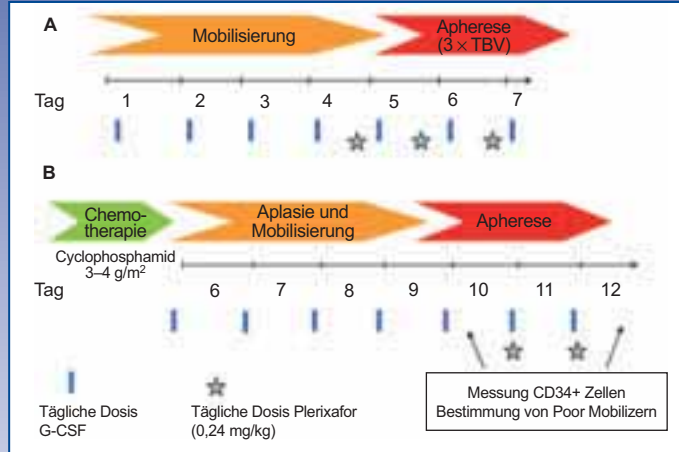 A
Mobilisierung
Apherese
(3 × TBV)
Tag 1 2 3 4 5 6 7
B
Chemo-
therapie
Aplasie und
Mobilisierung
Apherese
Cyclophosphamid
3–4 g/m²
Tag 6 7 8 9 10 11 12
Tägliche Dosis
G-CSF
Tägliche Dosis Plerixafor
(0,24 mg/kg)
Messung CD34+ Zellen
Bestimmung von Poor Mobilizern